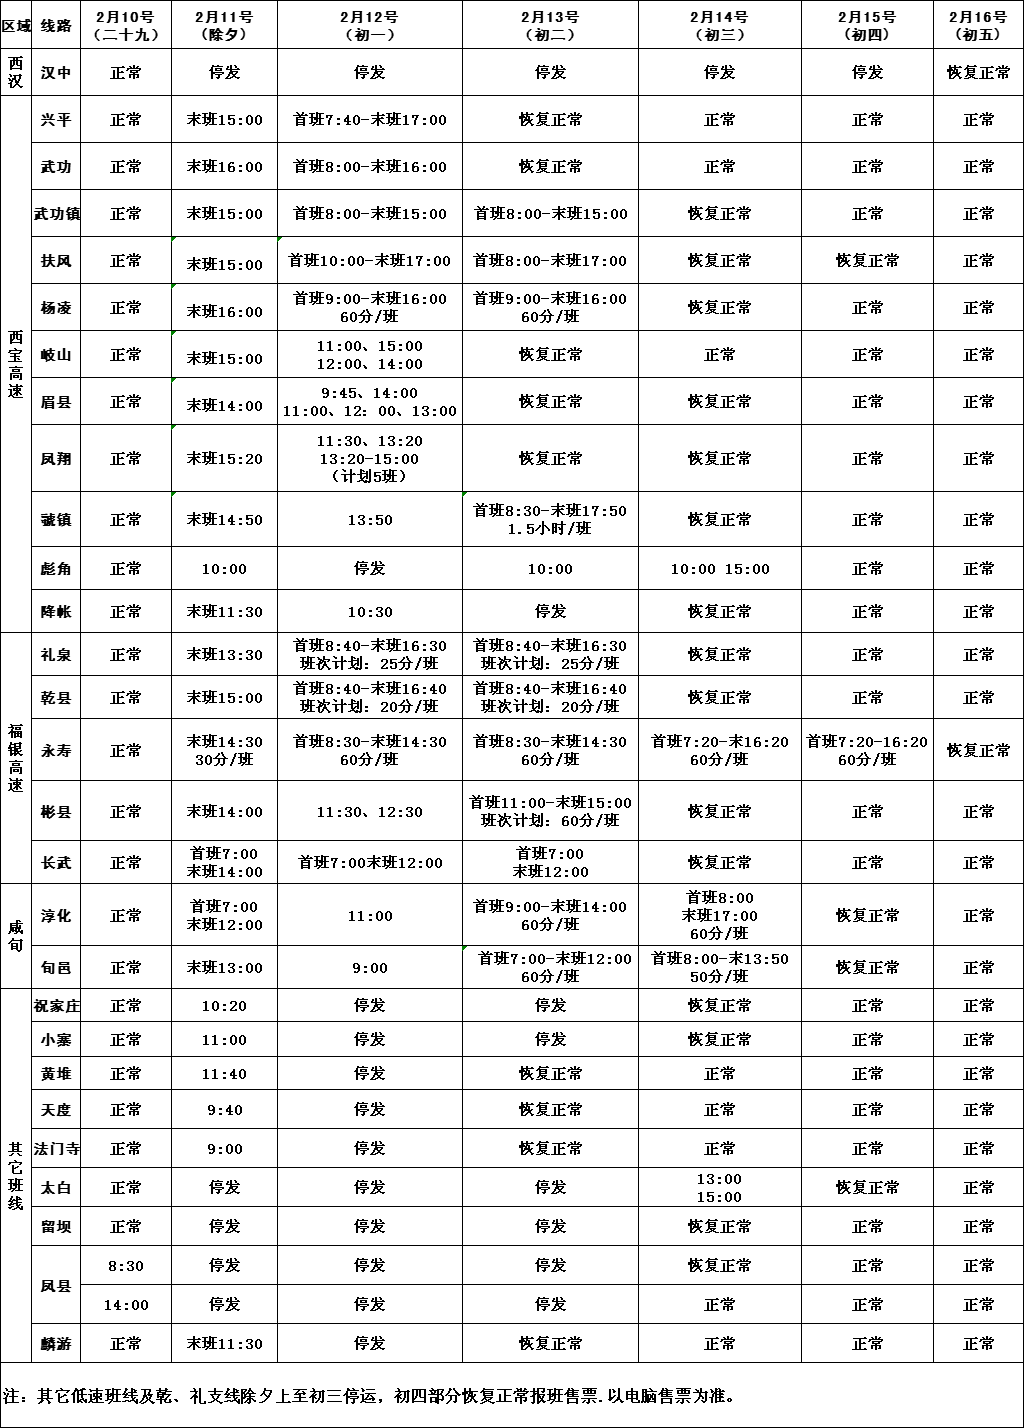 区域 线路 2月10号 2月11号 2月12号 2月13号 2月14号 2月15号 2月16号
（二十九） （除夕） （初一） （初二） （初三） （初四） （初五）
西汉 汉中 正常 停发 停发 停发 停发 停发 恢复正常
西宝高速 兴平 正常 末班15:00 首班7:40-末班17:00 恢复正常 正常 正常 正常
武功 正常 末班16:00 首班8:00-末班16:00 恢复正常 正常 正常 正常
武功镇 正常 末班15:00 首班8:00-末班15:00 首班8:00-末班15:00 恢复正常 正常 正常
扶风 正常 末班15:00 首班10:00-末班17:00 首班8:00-末班17:00 恢复正常 恢复正常 正常
杨凌 正常 末班16:00 首班9:00-末班16:00 首班9:00-末班16:00 恢复正常 正常 正常
60分/班 60分/班
岐山 正常 末班15:00 11:00、15:00 恢复正常 正常 正常 正常
12:00、14:00
眉县 正常 末班14:00 9:45、14:00 恢复正常 恢复正常 正常 正常
11:00、12：00、13:00
凤翔 正常 末班15:20 11:30、13:20 恢复正常 恢复正常 正常 正常
13:20-15:00
（计划5班）
虢镇 正常 末班14:50 13:50 首班8:30-末班17:50 恢复正常 正常 正常
1.5小时/班
彪角 正常 10:00 停发 10:00 10:00 15:00 正常 正常
降帐 正常 末班11:30 10:30 停发 恢复正常 正常 正常
福银高速 礼泉 正常 末班13:30 首班8:40-末班16:30 首班8:40-末班16:30 恢复正常 正常 正常
班次计划：25分/班 班次计划：25分/班
乾县 正常 末班15:00 首班8:40-末班16:40 首班8:40-末班16:40 恢复正常 正常 正常
班次计划：20分/班 班次计划：20分/班
永寿 正常 末班14:30 首班8:30-末班14:30 首班8:30-末班14:30 首班7:20-末16:20 首班7:20-16:20 恢复正常
30分/班 60分/班 60分/班 60分/班 60分/班
彬县 正常 末班14:00 11:30、12:30 首班11:00-末班15:00 恢复正常 正常 正常
班次计划：60分/班
长武 正常 首班7:00 首班7:00末班12:00 首班7:00 恢复正常 正常 正常
末班14:00 末班12:00
咸旬 淳化 正常 首班7:00 11:00 首班9:00-末班14:00 首班8:00 恢复正常 正常
末班12:00 60分/班 末班17:00
60分/班
旬邑 正常 末班13:00 9:00 首班7:00-末班12:00 首班8:00-末13:50 恢复正常 正常
60分/班 50分/班
其它班线 祝家庄 正常 10:20 停发 停发 恢复正常 正常 正常
小寨 正常 11:00 停发 停发 恢复正常 正常 正常
黄堆 正常 11:40 停发 恢复正常 正常 正常 正常
天度 正常 9:40 停发 恢复正常 正常 正常 正常
法门寺 正常 9:00 停发 恢复正常 正常 正常 正常
太白 正常 停发 停发 停发 13:00 恢复正常 正常
15:00
留坝 正常 停发 停发 停发 恢复正常 正常 正常
凤县 8:30 停发 停发 停发 恢复正常 正常 正常
14:00 停发 停发 停发 正常 正常 正常
麟游 正常 末班11:30 停发 恢复正常 正常 正常 正常
注：其它低速班线及乾、礼支线除夕上至初三停运，初四部分恢复正常报班售票.以电脑售票为准。